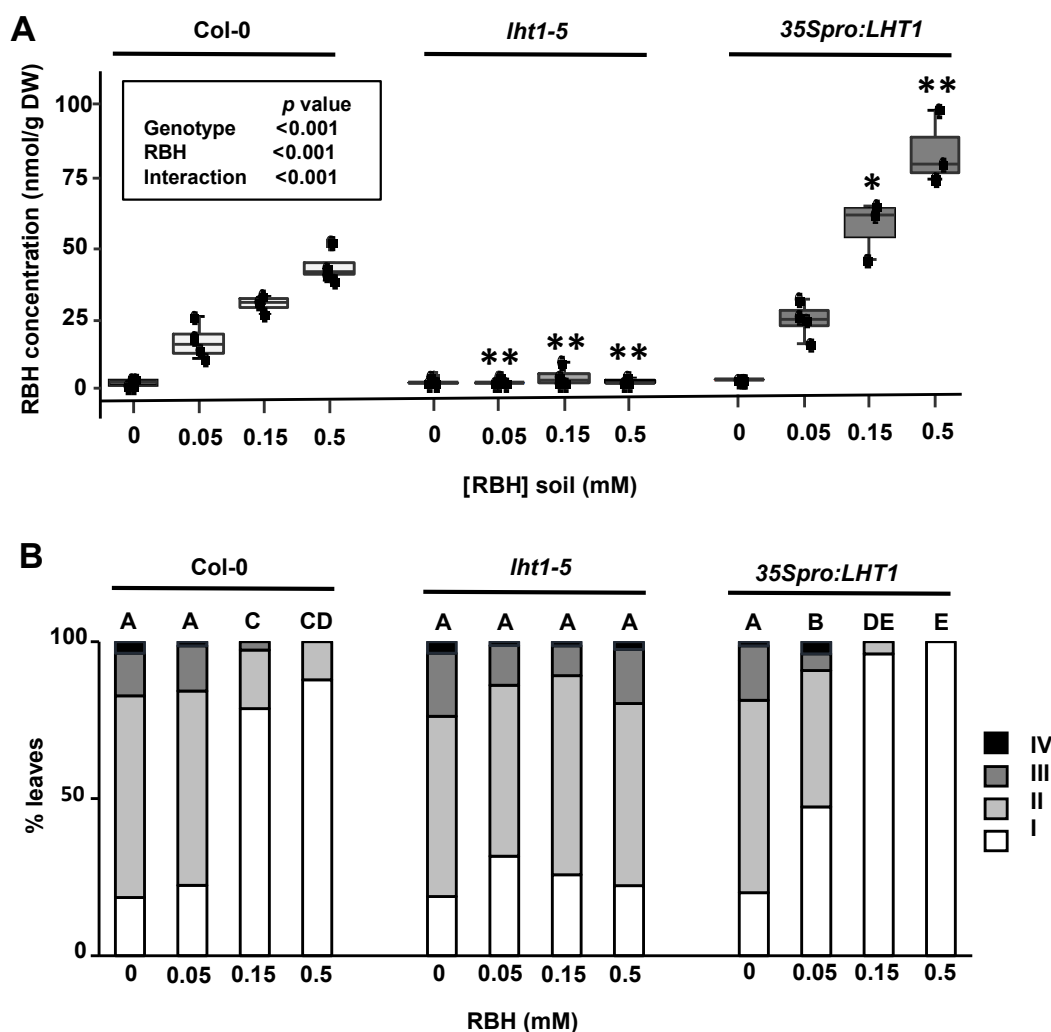 A
Col-0 lht1-5 35Spro:LHT1
RBH concentration (nmol/g DW)
100
75
50
25
0
p value
Genotype <0.001
RBH <0.001
Interaction <0.001
** ** ** * **
0 0.05 0.15 0.5 0 0.05 0.15 0.5 0 0.05 0.15 0.5
[RBH] soil (mM)
B
Col-0 lht1-5 35Spro:LHT1
A A C CD A A A A A B DE E
% leaves
100
50
0
IV
III
II
I
0 0.05 0.15 0.5 0 0.05 0.15 0.5 0 0.05 0.15 0.5
RBH (mM)